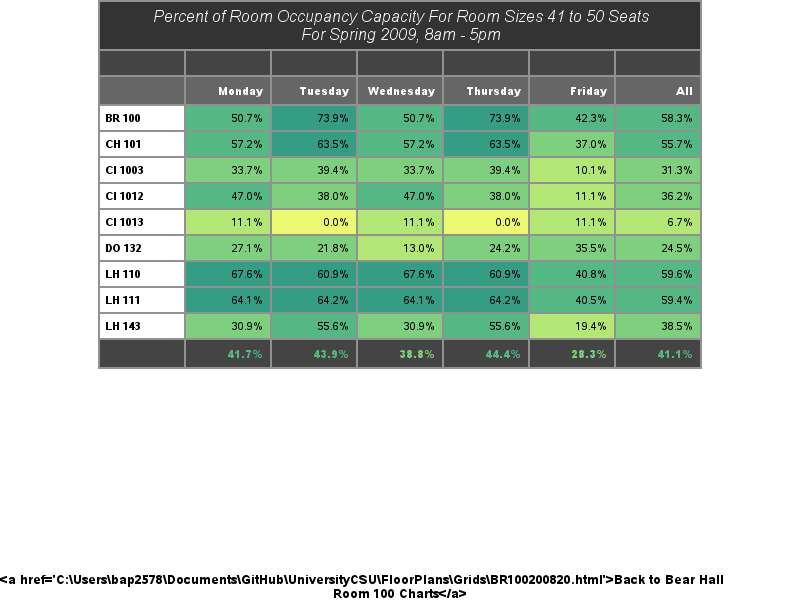 Percent of Room Occupancy Capacity For Room Sizes 41 to 50 Seats
For Spring 2009, 8am - 5pm
Monday Tuesday Wednesday Thursday Friday All
BR 100 50.7% 73.9% 50.7% 73.9% 42.3% 58.3%
CH 101 57.2% 63.5% 57.2% 63.5% 37.0% 55.7%
CI 1003 33.7% 39.4% 33.7% 39.4% 10.1% 31.3%
CI 1012 47.0% 38.0% 47.0% 38.0% 11.1% 36.2%
CI 1013 11.1% 0.0% 11.1% 0.0% 11.1% 6.7%
DO 132 27.1% 21.8% 13.0% 24.2% 35.5% 24.5%
LH 110 67.6% 60.9% 67.6% 60.9% 40.8% 59.6%
LH 111 64.1% 64.2% 64.1% 64.2% 40.5% 59.4%
LH 143 30.9% 55.6% 30.9% 55.6% 19.4% 38.5%
41.7% 43.9% 38.8% 44.4% 28.3% 41.1%
<a href='C:\Users\bap2578\Documents\GitHub\UniversityCSU\FloorPlans\Grids\BR100200820.html'>Back to Bear Hall
Room 100 Charts</a>